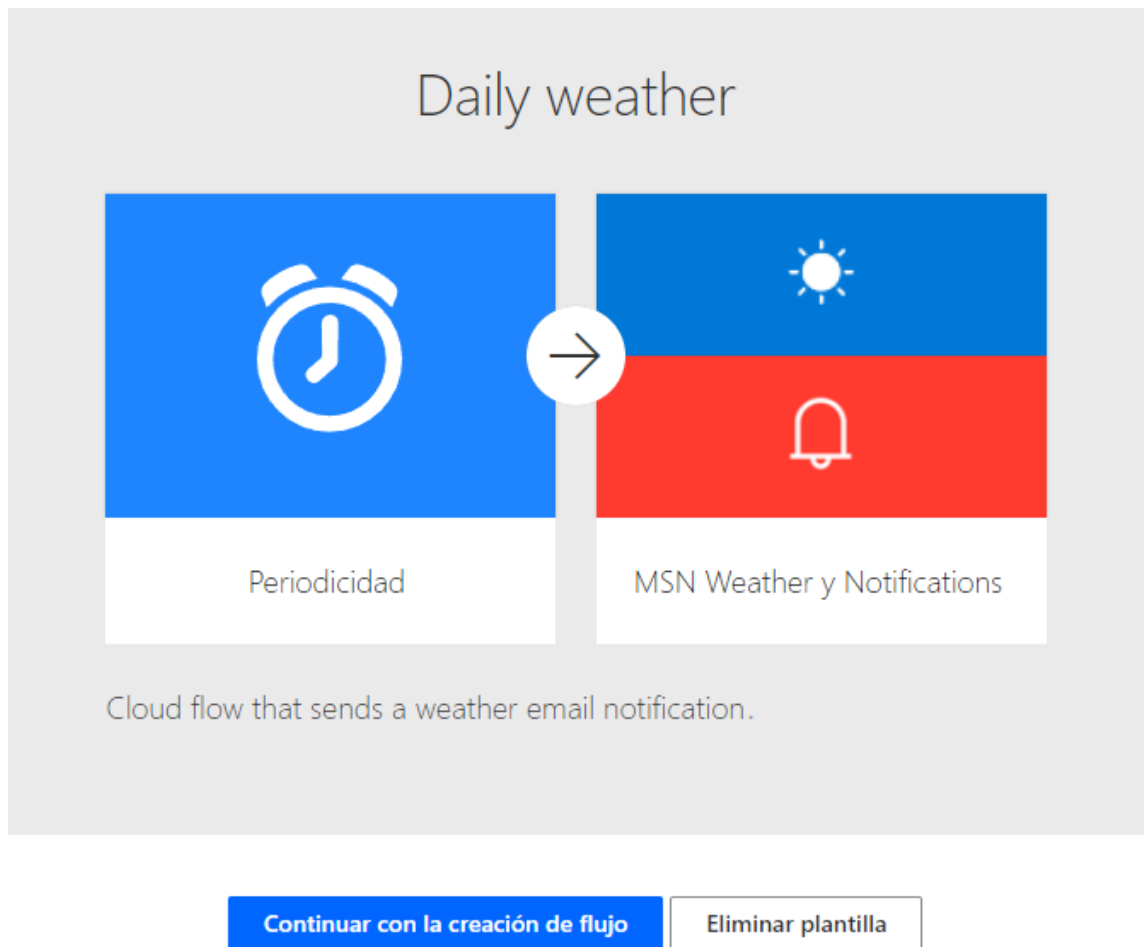 Daily weather
Periodicidad
MSN Weather y Notifications
Cloud flow that sends a weather email notification.
Continuar con la creación de flujo
Eliminar plantilla